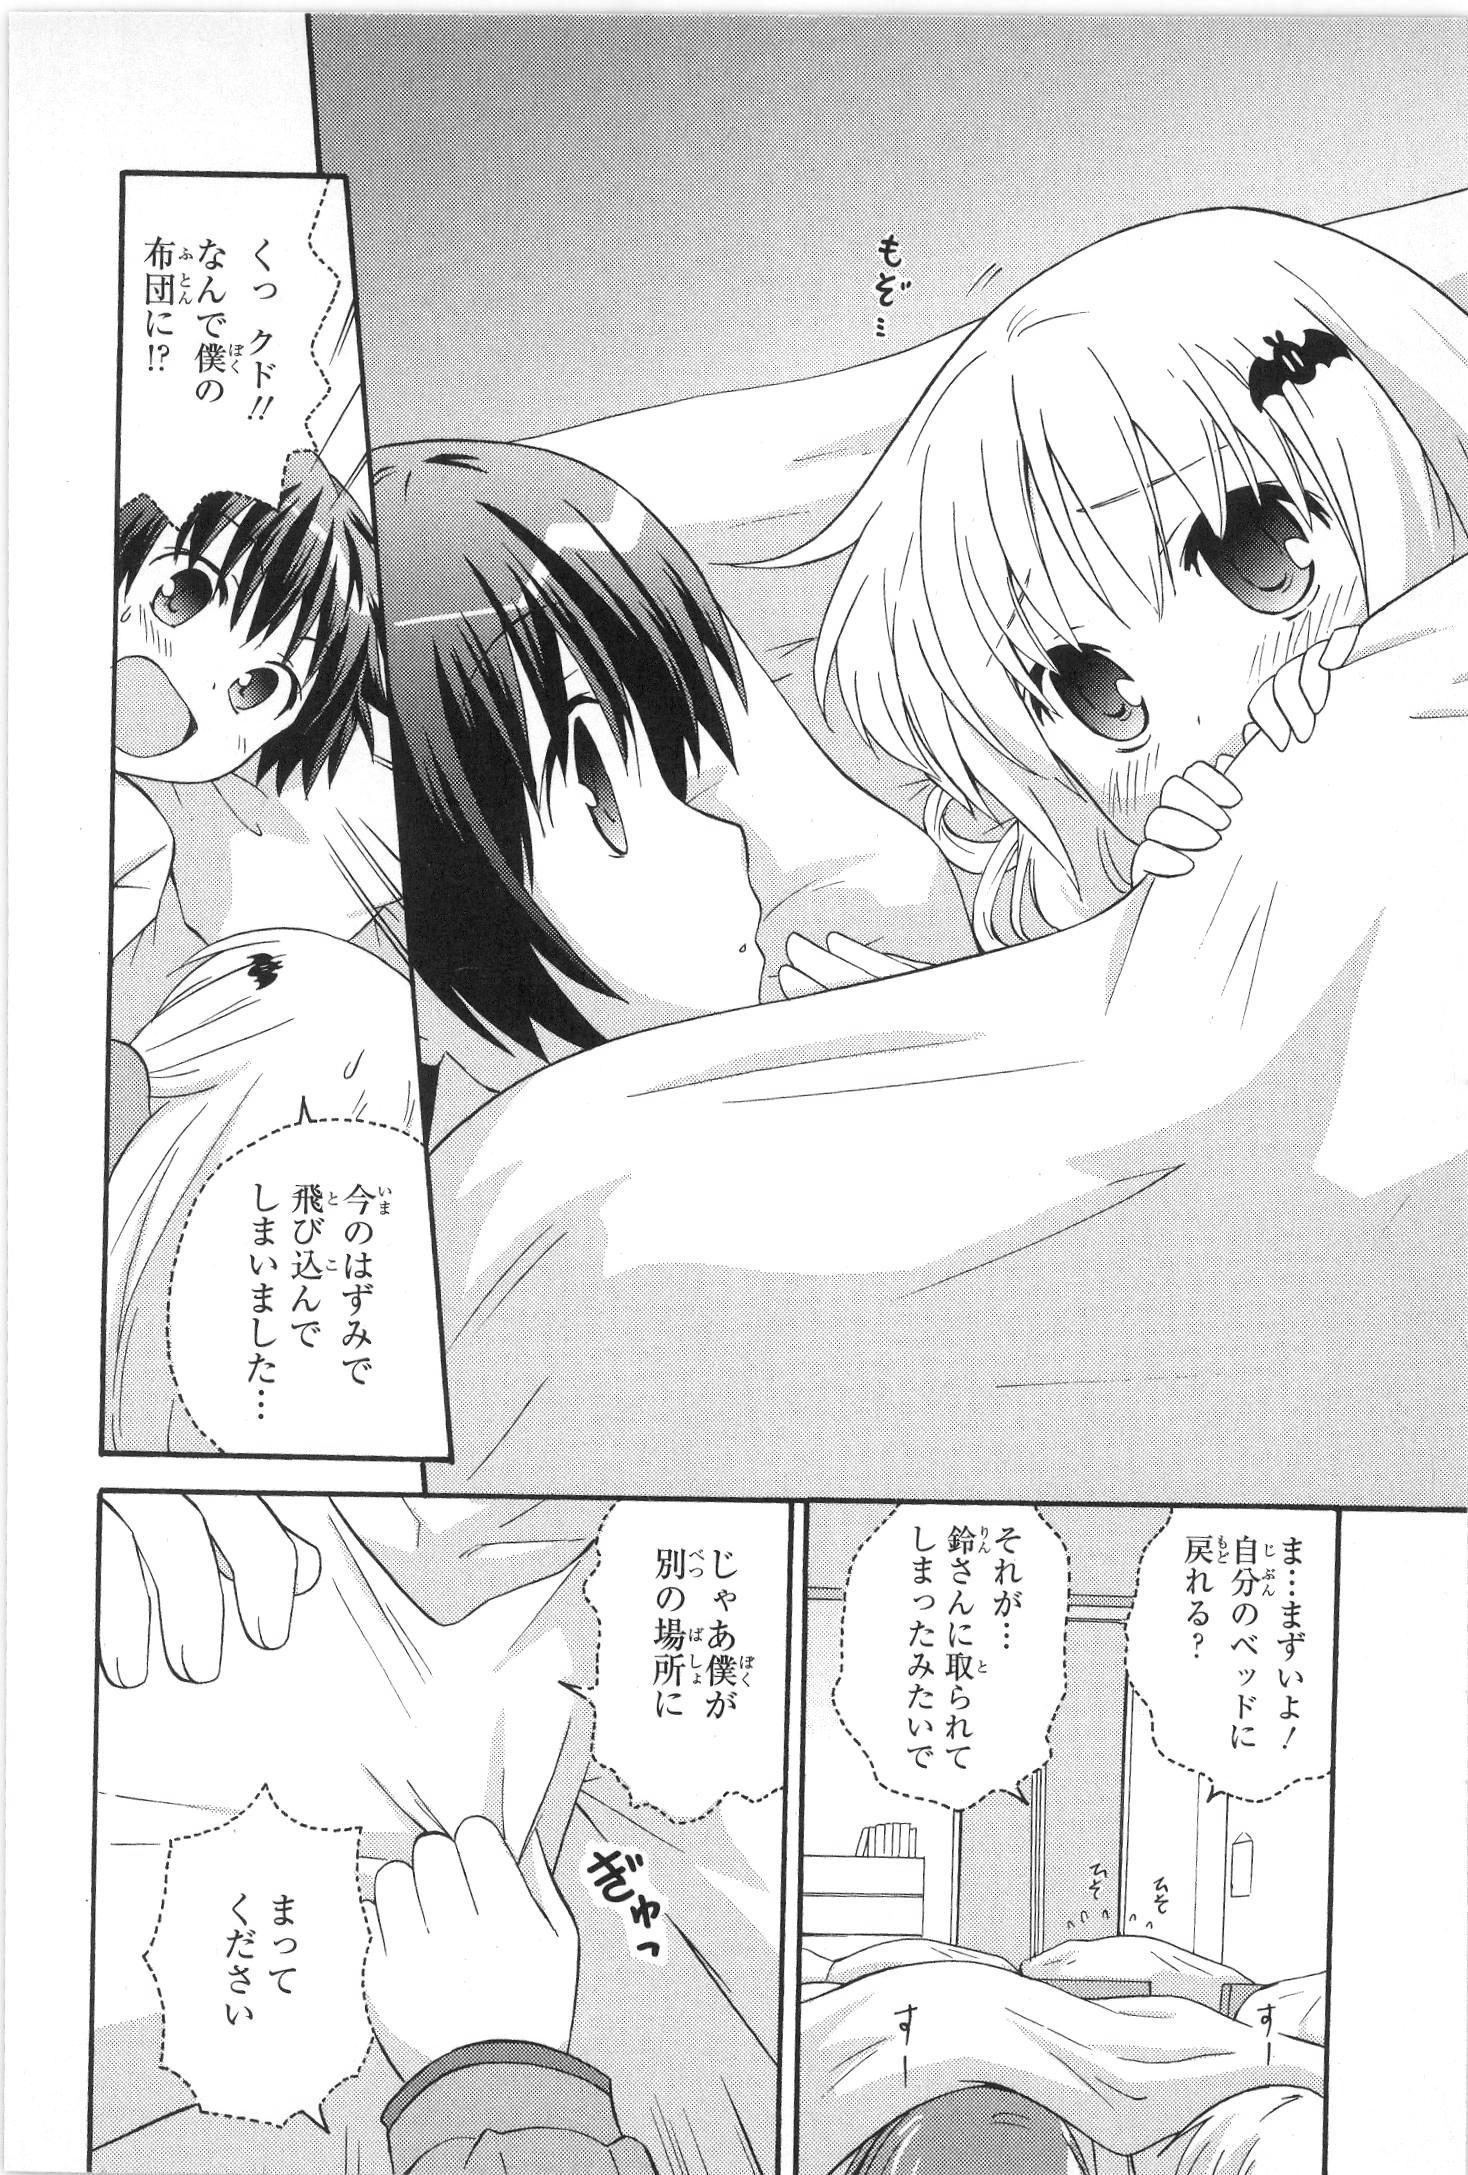 もぞ…
くっ クド!!
なんで僕の
布団に!?
今のはずみで
飛び込んで
しまいました…
ま…まずいよ!
自分のベッドに
戻れる?
それが…
鈴さんに取られて
しまったみたいで
ひそ
ひそ
すー
すー
じゃあ僕が
別の場所に
ぎゅっ
まって
ください